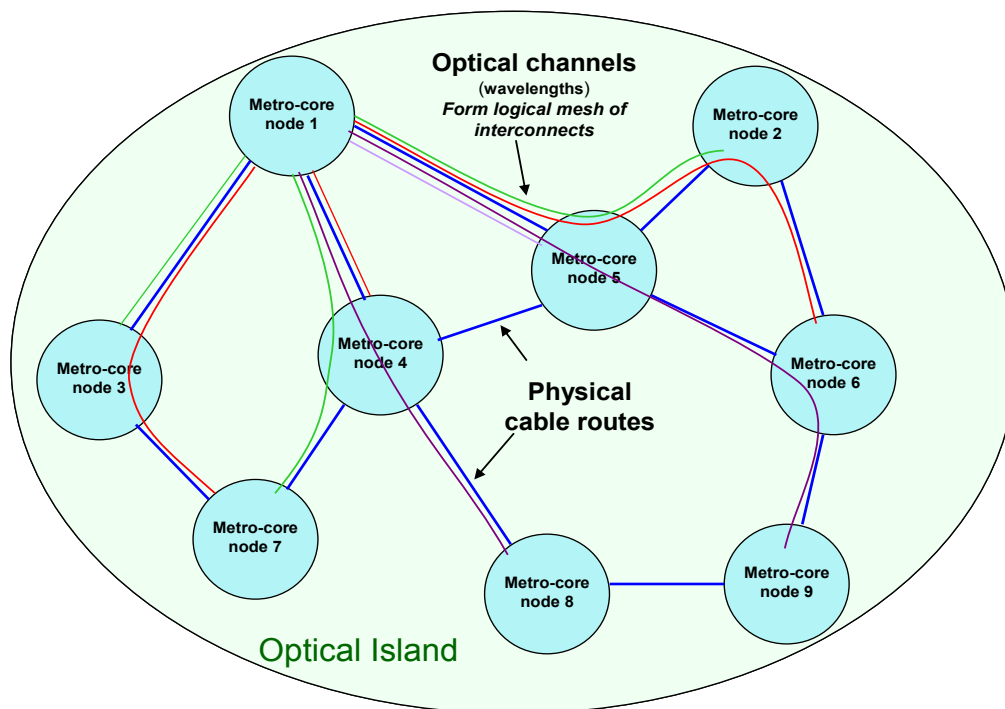 Optical channels
(wavelengths)
Form logical mesh of
interconnects
Metro-core
node 1
Metro-core
node 2
Metro-core
node 5
Metro-core
node 4
Metro-core
node 3
Metro-core
node 6
Physical
cable routes
Metro-core
node 7
Metro-core
node 8
Metro-core
node 9
Optical Island